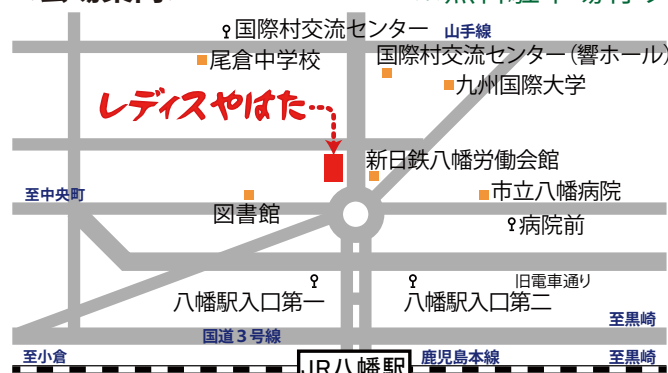 国際村交流センター
山手線
尾倉中学校
国際村交流センター(響ホール)
九州国際大学
レディスやはた
新日鉄八幡労働会館
至中央町
市立八幡病院
図書館
病院前
旧電車通り
八幡駅入口第一
八幡駅入口第二
至黒崎
国道3号線
至小倉
JR八幡駅
鹿児島本線
至黒崎